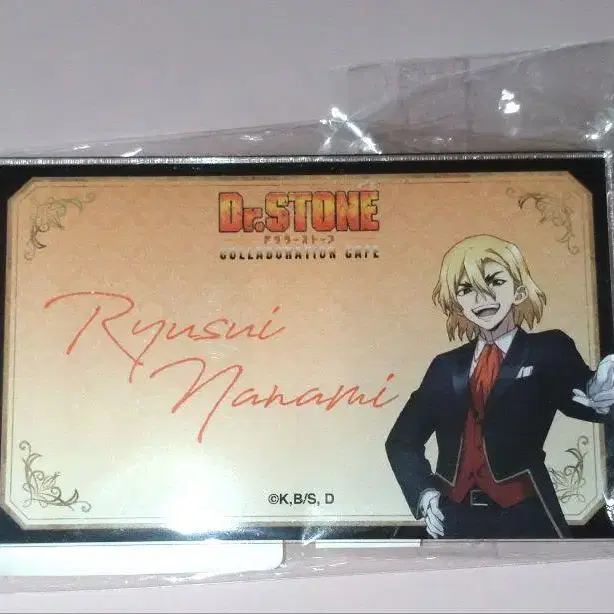 Dr.STONE
ドクターストーン
COLLABORATION CAFE
Ryusui
Nanami
©K,B/S, D